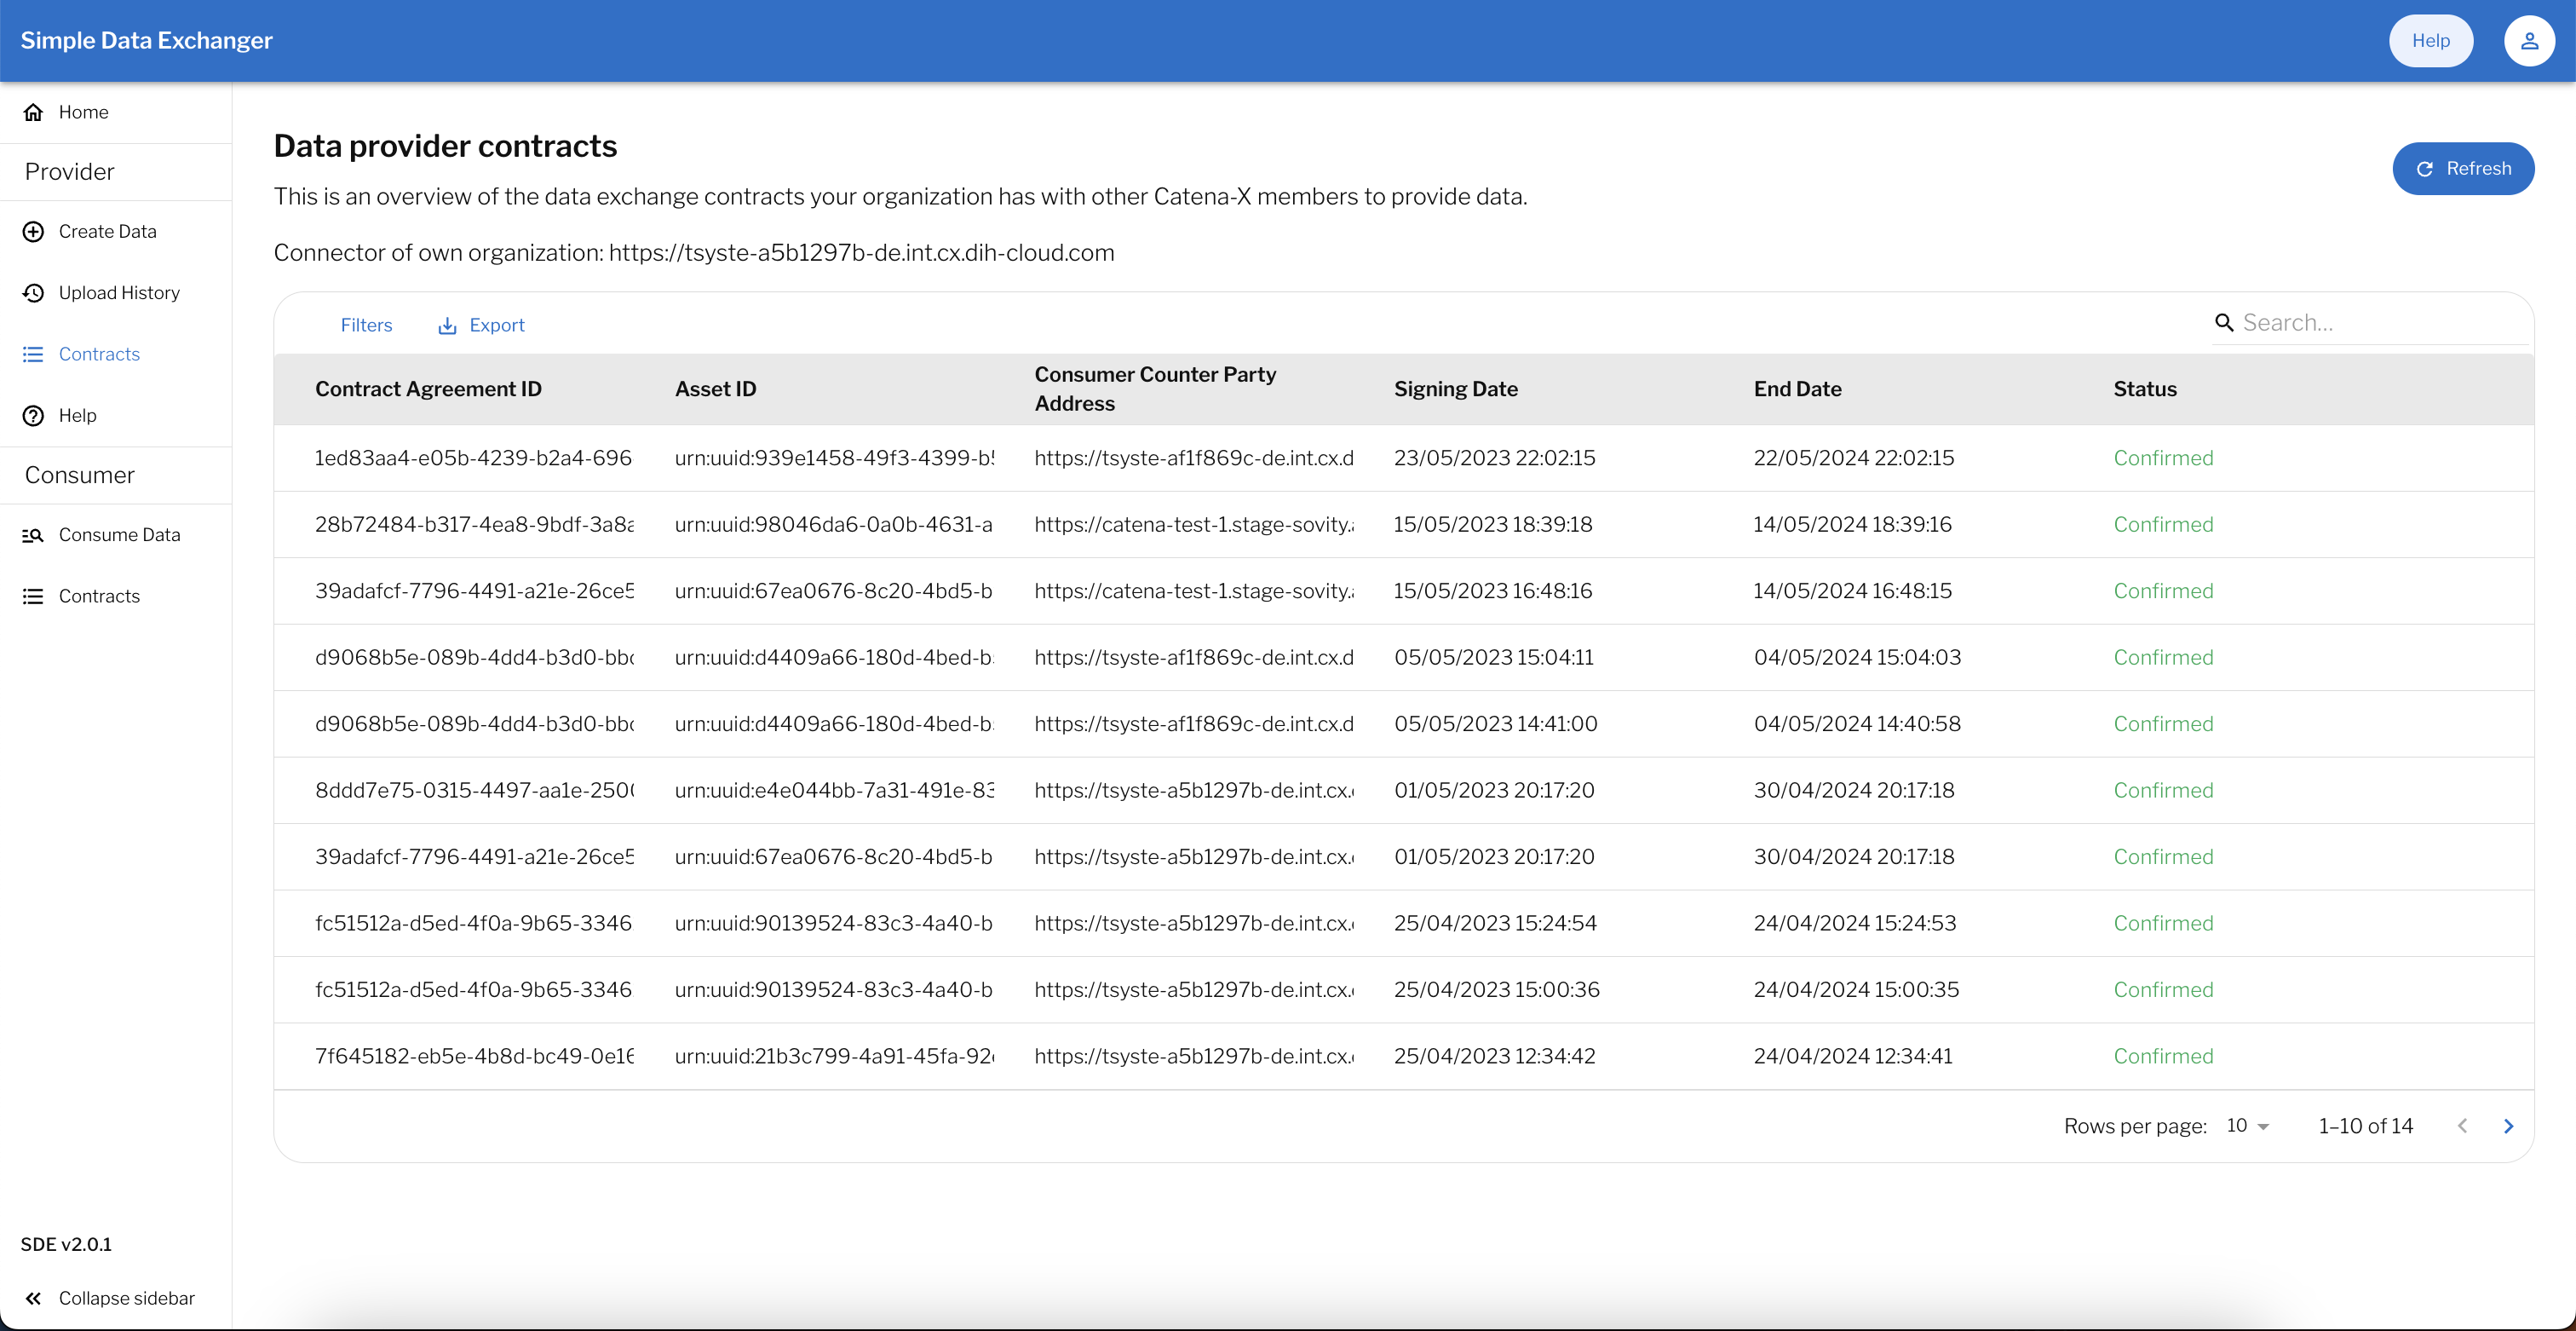 Simple Data Exchanger
Help
Home
Provider
Create Data
Upload History
Contracts
Help
Consumer
Consume Data
Contracts
SDE v2.0.1
Collapse sidebar
Data provider contracts
Refresh
This is an overview of the data exchange contracts your organization has with other Catena-X members to provide data.
Connector of own organization: https://tsyste-a5b1297b-de.int.cx.dih-cloud.com
Filters Export Search...
Contract Agreement ID Asset ID Consumer Counter Party Address Signing Date End Date Status
1ed83aa4-e05b-4239-b2a4-696 urn:uuid:939e1458-49f3-4399-b https://tsyste-af1f869c-de.int.cx.d 23/05/2023 22:02:15 22/05/2024 22:02:15 Confirmed
28b72484-b317-4ea8-9bdf-3a8a urn:uuid:98046da6-0a0b-4631-a https://catena-test-1.stage-sovity. 15/05/2023 18:39:18 14/05/2024 18:39:16 Confirmed
39adafcf-7796-4491-a21e-26ce5 urn:uuid:67ea0676-8c20-4bd5-b https://catena-test-1.stage-sovity. 15/05/2023 16:48:16 14/05/2024 16:48:15 Confirmed
d9068b5e-089b-4dd4-b3d0-bb urn:uuid:d4409a66-180d-4bed-b https://tsyste-af1f869c-de.int.cx.d 05/05/2023 15:04:11 04/05/2024 15:04:03 Confirmed
d9068b5e-089b-4dd4-b3d0-bb urn:uuid:d4409a66-180d-4bed-b https://tsyste-af1f869c-de.int.cx.d 05/05/2023 14:41:00 04/05/2024 14:40:58 Confirmed
8ddd7e75-0315-4497-aa1e-250 urn:uuid:e4e044bb-7a31-491e-83 https://tsyste-a5b1297b-de.int.cx. 01/05/2023 20:17:20 30/04/2024 20:17:18 Confirmed
39adafcf-7796-4491-a21e-26ce5 urn:uuid:67ea0676-8c20-4bd5-b https://tsyste-a5b1297b-de.int.cx. 01/05/2023 20:17:20 30/04/2024 20:17:18 Confirmed
fc51512a-d5ed-4f0a-9b65-3346 urn:uuid:90139524-83c3-4a40-b https://tsyste-a5b1297b-de.int.cx. 25/04/2023 15:24:54 24/04/2024 15:24:53 Confirmed
fc51512a-d5ed-4f0a-9b65-3346 urn:uuid:90139524-83c3-4a40-b https://tsyste-a5b1297b-de.int.cx. 25/04/2023 15:00:36 24/04/2024 15:00:35 Confirmed
7f645182-eb5e-4b8d-bc49-0e16 urn:uuid:21b3c799-4a91-45fa-92 https://tsyste-a5b1297b-de.int.cx. 25/04/2023 12:34:42 24/04/2024 12:34:41 Confirmed
Rows per page: 10 1–10 of 14